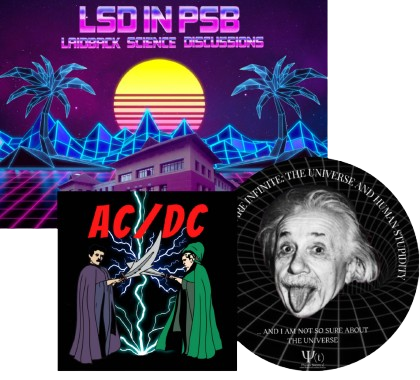 LSD IN PSB
LAIDBACK SCIENCE DISCUSSIONS
AC/DC
RE INFINITE: THE UNIVERSE AND HUMAN STUPIDITY
AND I AM NOT SO SURE ABOUT
THE UNIVERSE
Ψ(t)